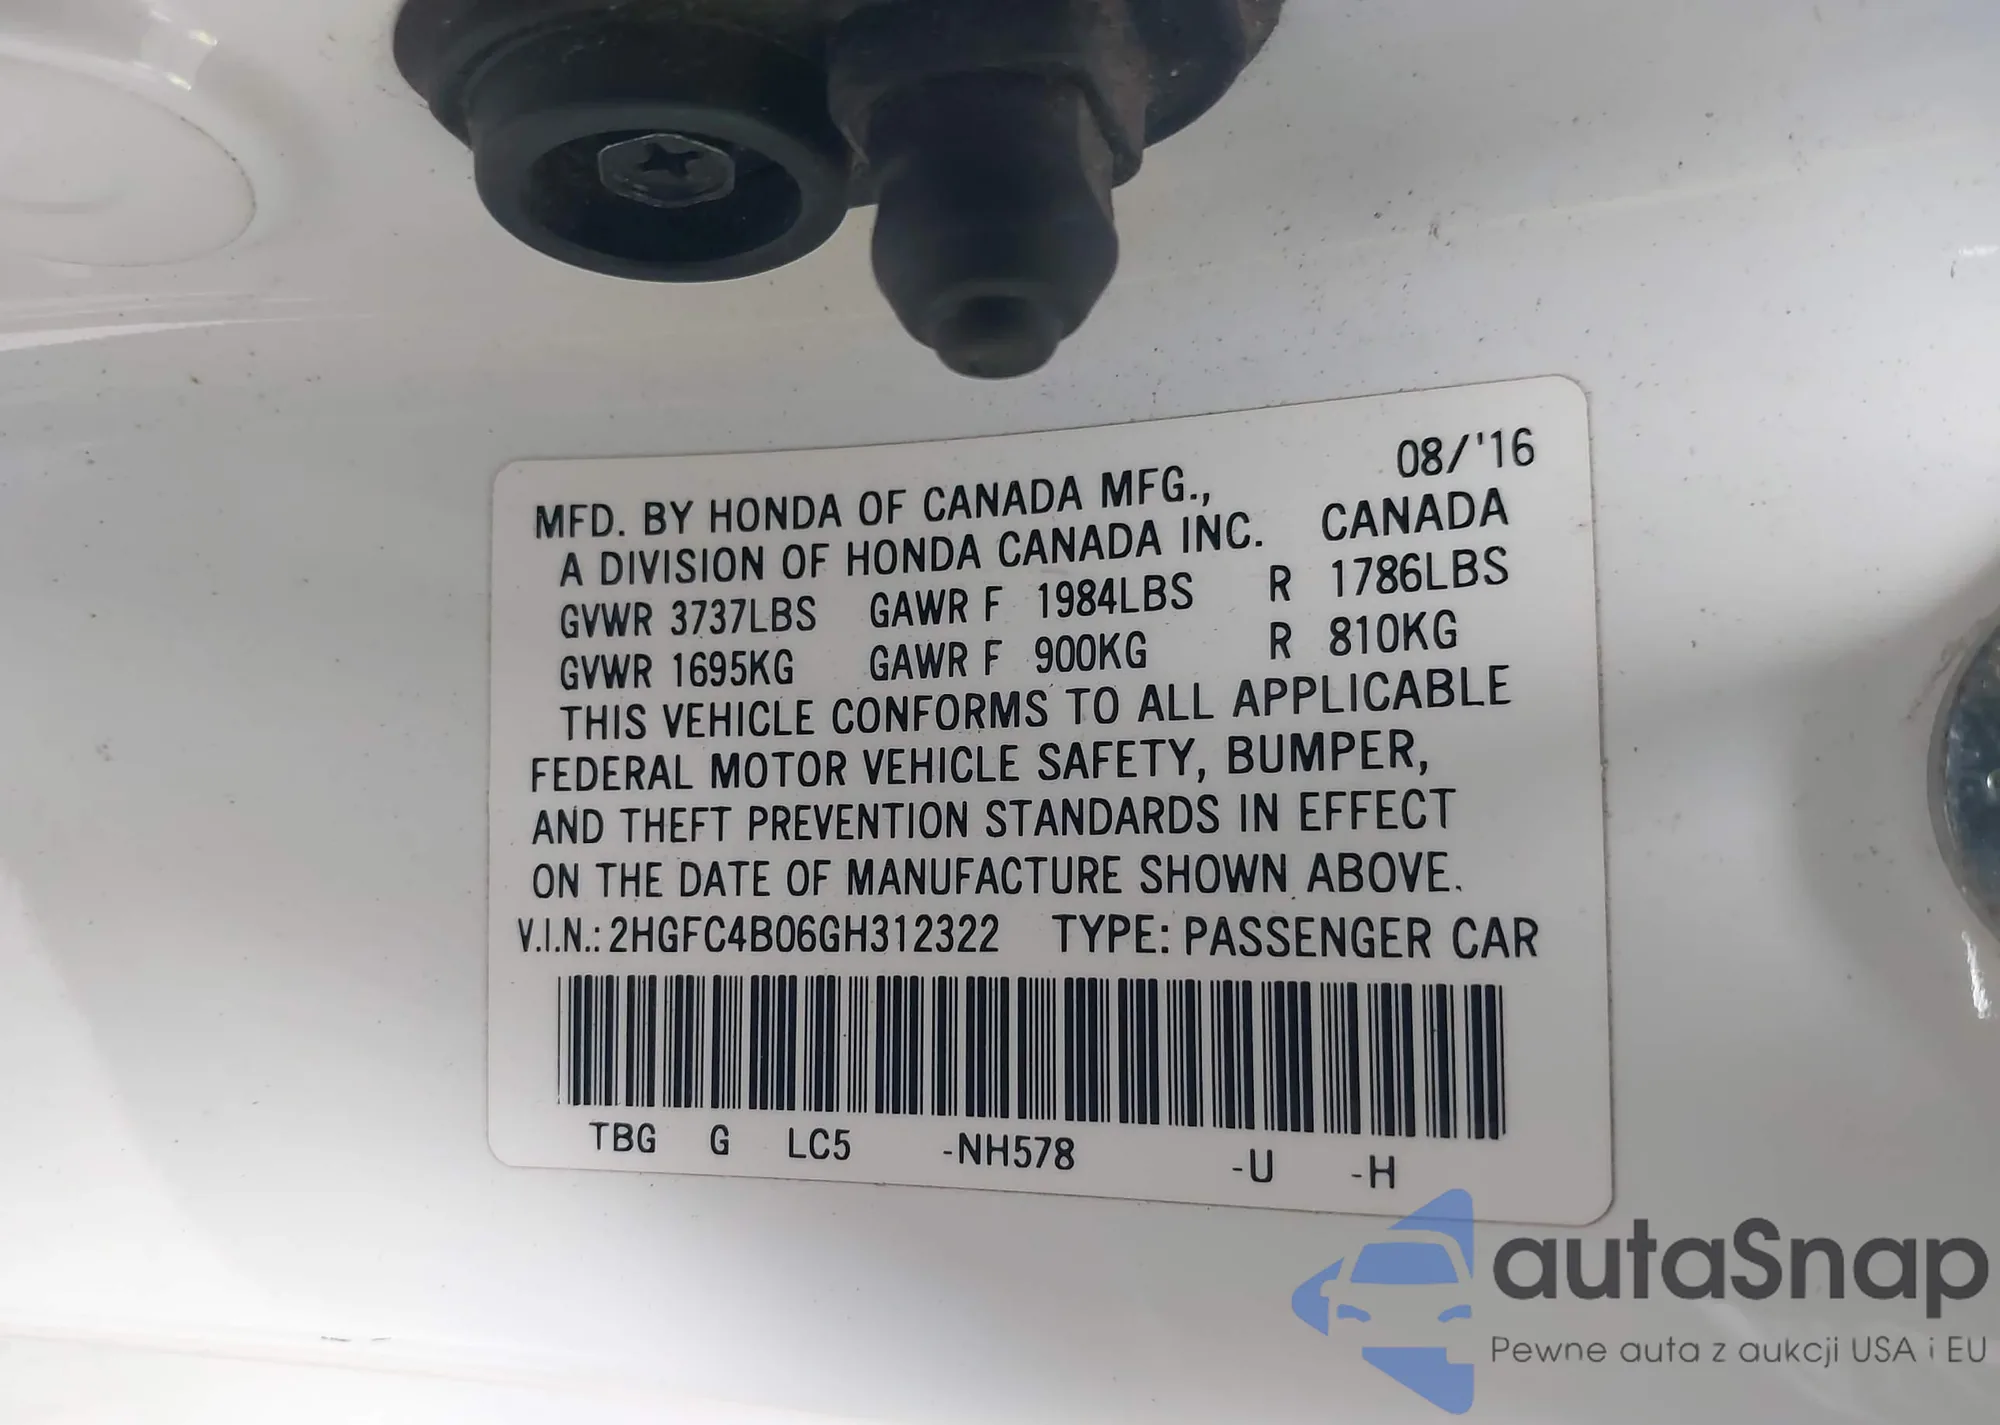 08/'16
MFD. BY HONDA OF CANADA MFG.,
A DIVISION OF HONDA CANADA INC. CANADA
GVWR 3737LBS GAWR F 1984LBS R 1786LBS
GVWR 1695KG GAWR F 900KG R 810KG
THIS VEHICLE CONFORMS TO ALL APPLICABLE
FEDERAL MOTOR VEHICLE SAFETY, BUMPER,
AND THEFT PREVENTION STANDARDS IN EFFECT
ON THE DATE OF MANUFACTURE SHOWN ABOVE.
V.I.N.: 2HGFC4B06GH312322 TYPE: PASSENGER CAR
TBG G LC5 -NH578 -U -H
autaSnap
Pewne auta z aukcji USA i EU